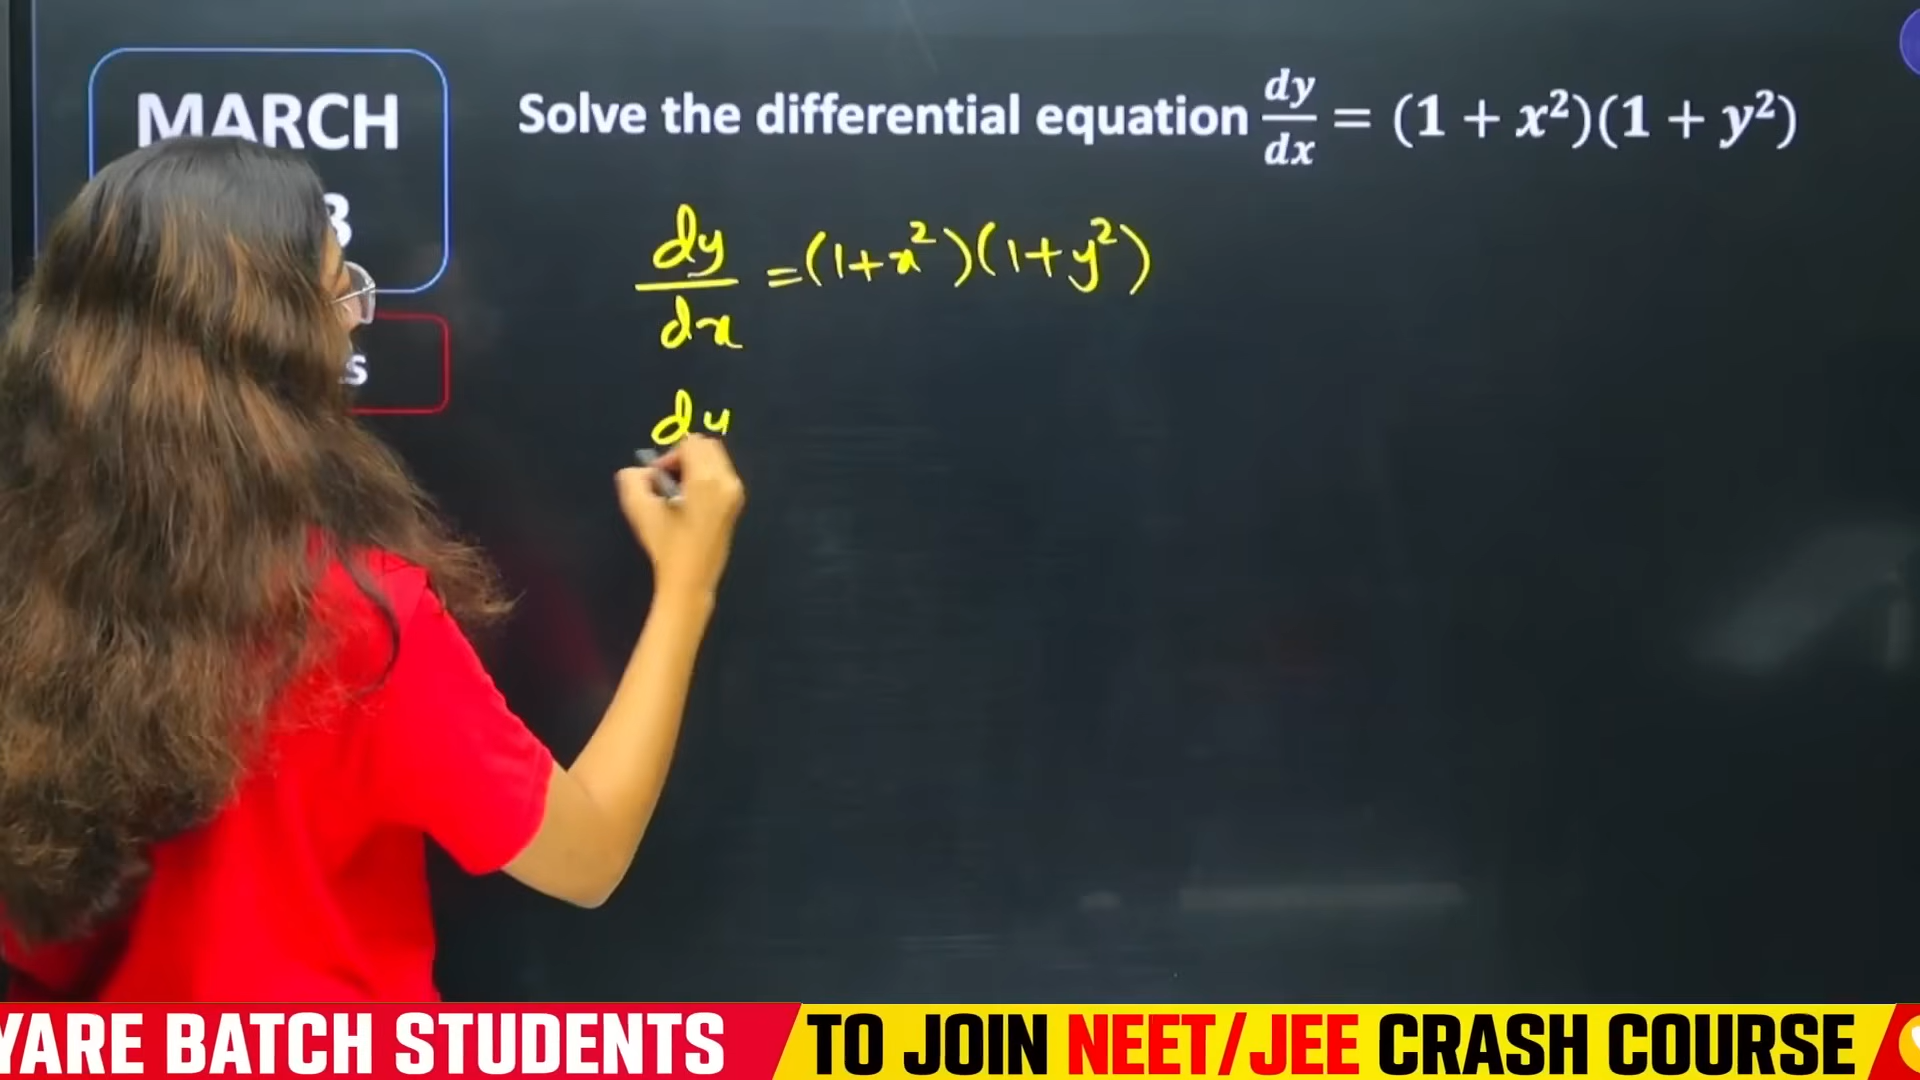 MARCH
Solve the differential equation dy/dx = (1 + x²)(1 + y²)
3
s
dy/dx = (1+x²)(1+y²)
dy
YARE BATCH STUDENTS TO JOIN NEET/JEE CRASH COURSE